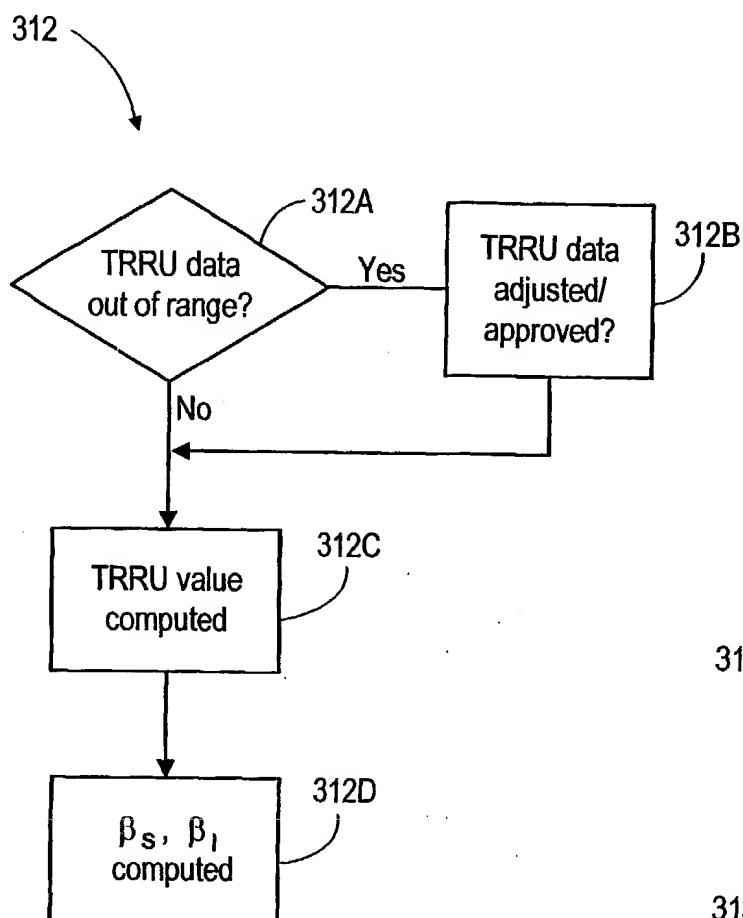 312
312A
TRRU data
out of range?
Yes
TRRU data
adjusted/
approved?
312B
No
TRRU value
computed
312C
βs, βI
computed
312D
31
31